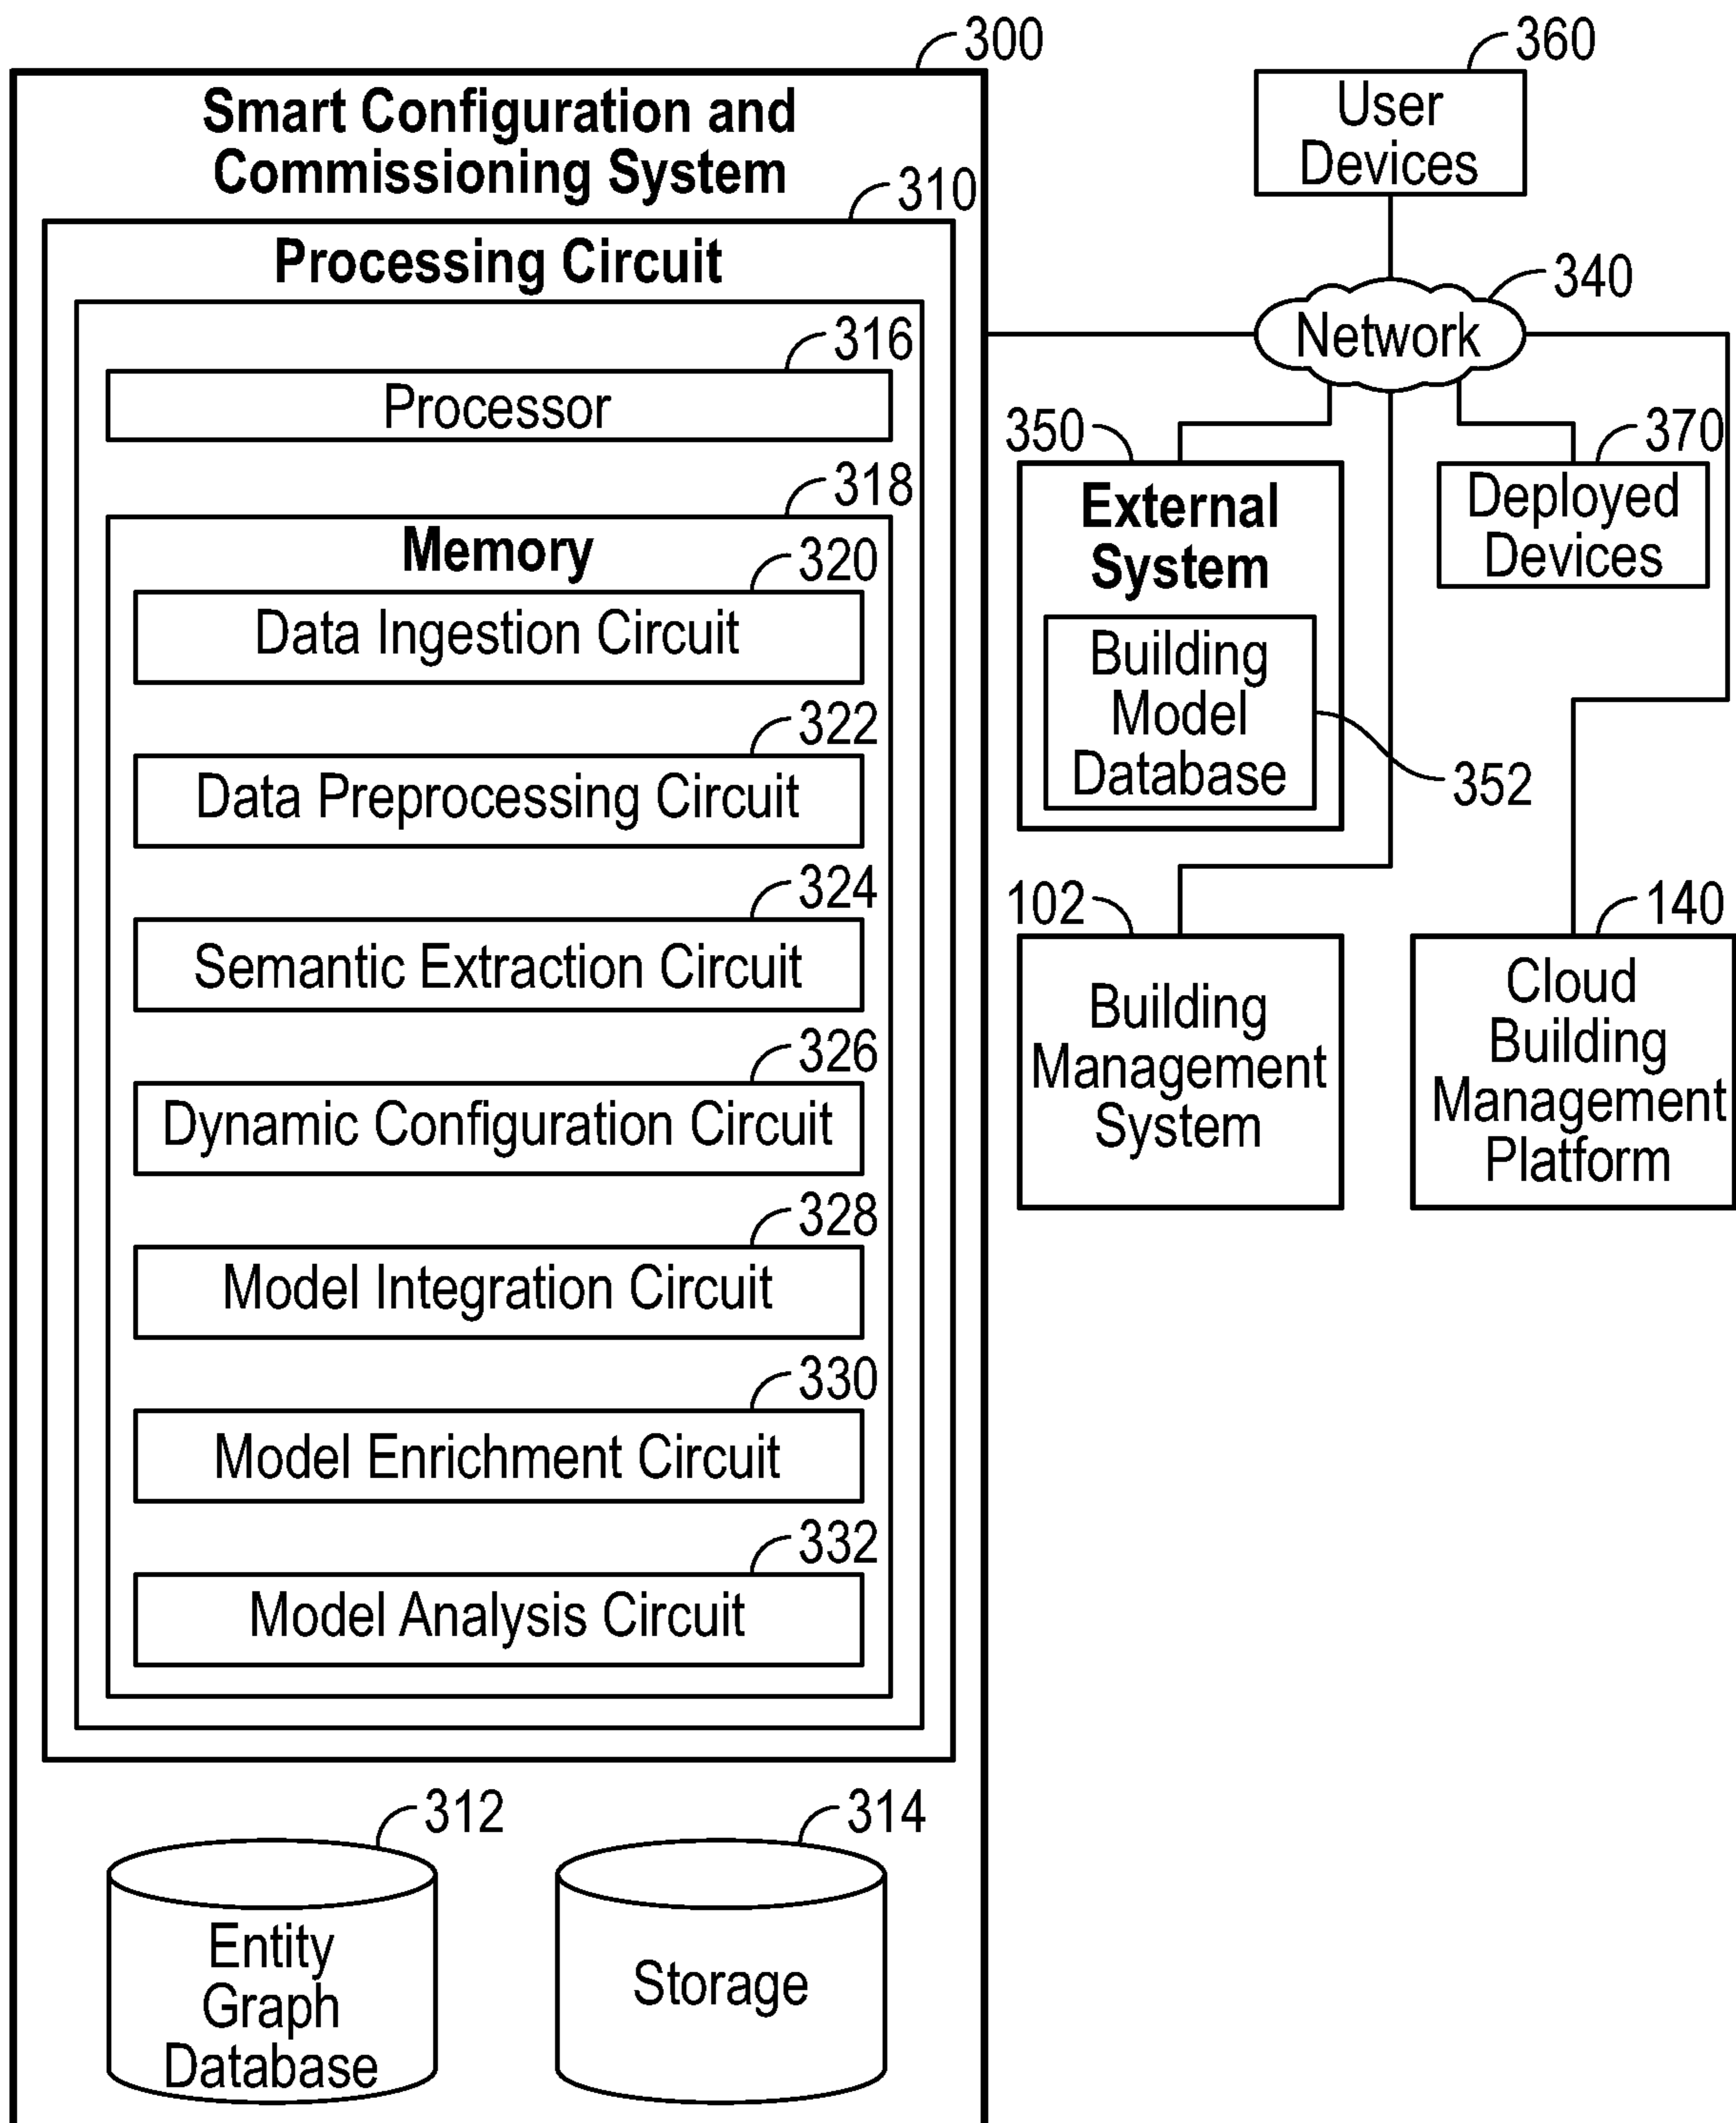 300
Smart Configuration and
Commissioning System
310
Processing Circuit
316
Processor
318
Memory
320
Data Ingestion Circuit
322
Data Preprocessing Circuit
324
Semantic Extraction Circuit
326
Dynamic Configuration Circuit
328
Model Integration Circuit
330
Model Enrichment Circuit
332
Model Analysis Circuit
312
Entity
Graph
Database
314
Storage
360
User
Devices
340
Network
350
External
System
Building
Model
Database
352
370
Deployed
Devices
102
Building
Management
System
140
Cloud
Building
Management
Platform